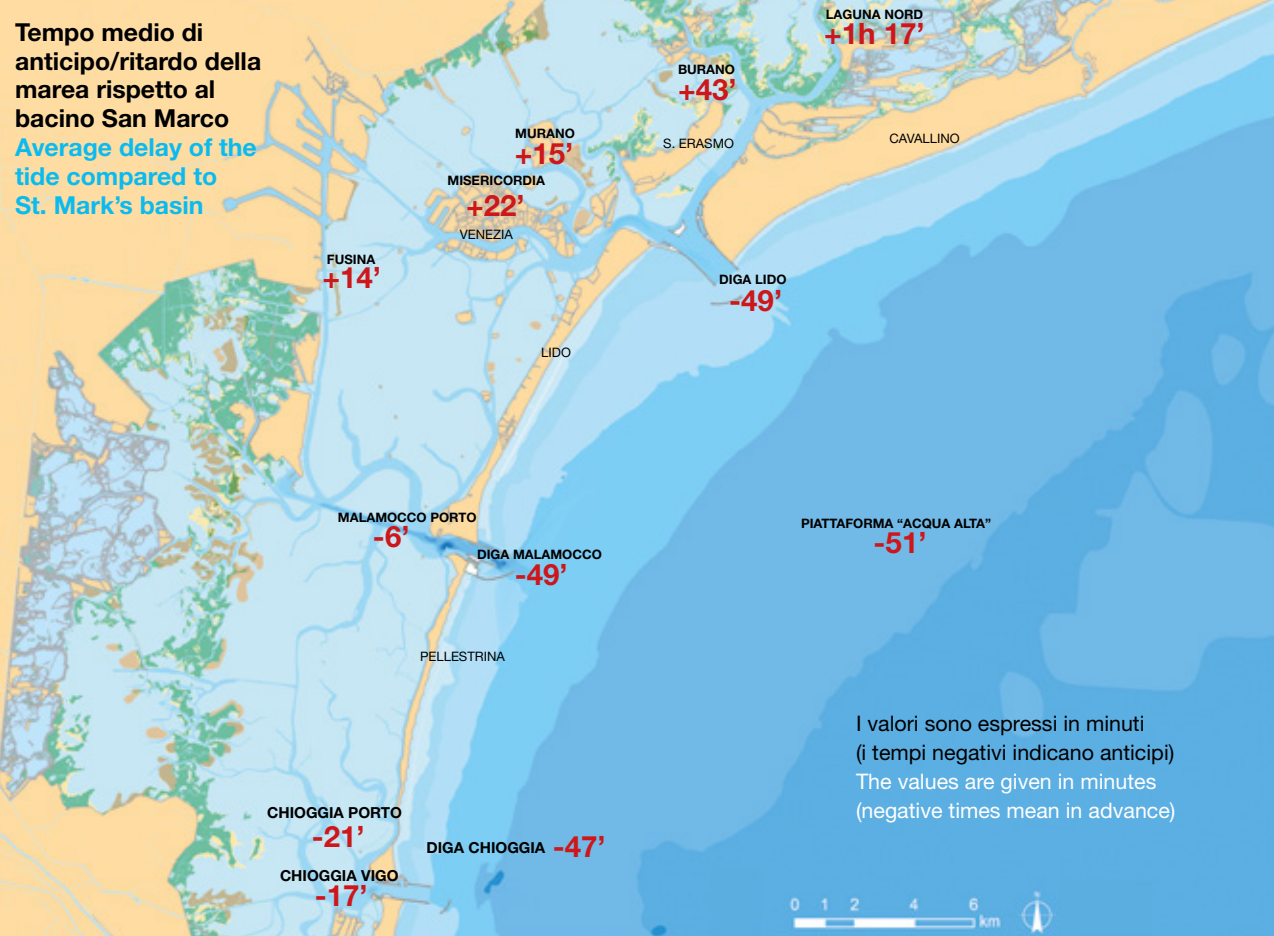 Tempo medio di
anticipo/ritardo della
marea rispetto al
bacino San Marco
Average delay of the
tide compared to
St. Mark's basin
LAGUNA NORD
+1h 17’
BURANO
+43’
MURANO
+15’
S. ERASMO
CAVALLINO
MISERICORDIA
+22’
VENEZIA
FUSINA
+14’
DIGA LIDO
-49’
LIDO
MALAMOCCO PORTO
-6’
DIGA MALAMOCCO
-49’
PIATTAFORMA “ACQUA ALTA”
-51’
PELLESTRINA
I valori sono espressi in minuti
(i tempi negativi indicano anticipi)
The values are given in minutes
(negative times mean in advance)
CHIOGGIA PORTO
-21’
DIGA CHIOGGIA -47’
CHIOGGIA VIGO
-17’
0 1 2 4 6
km